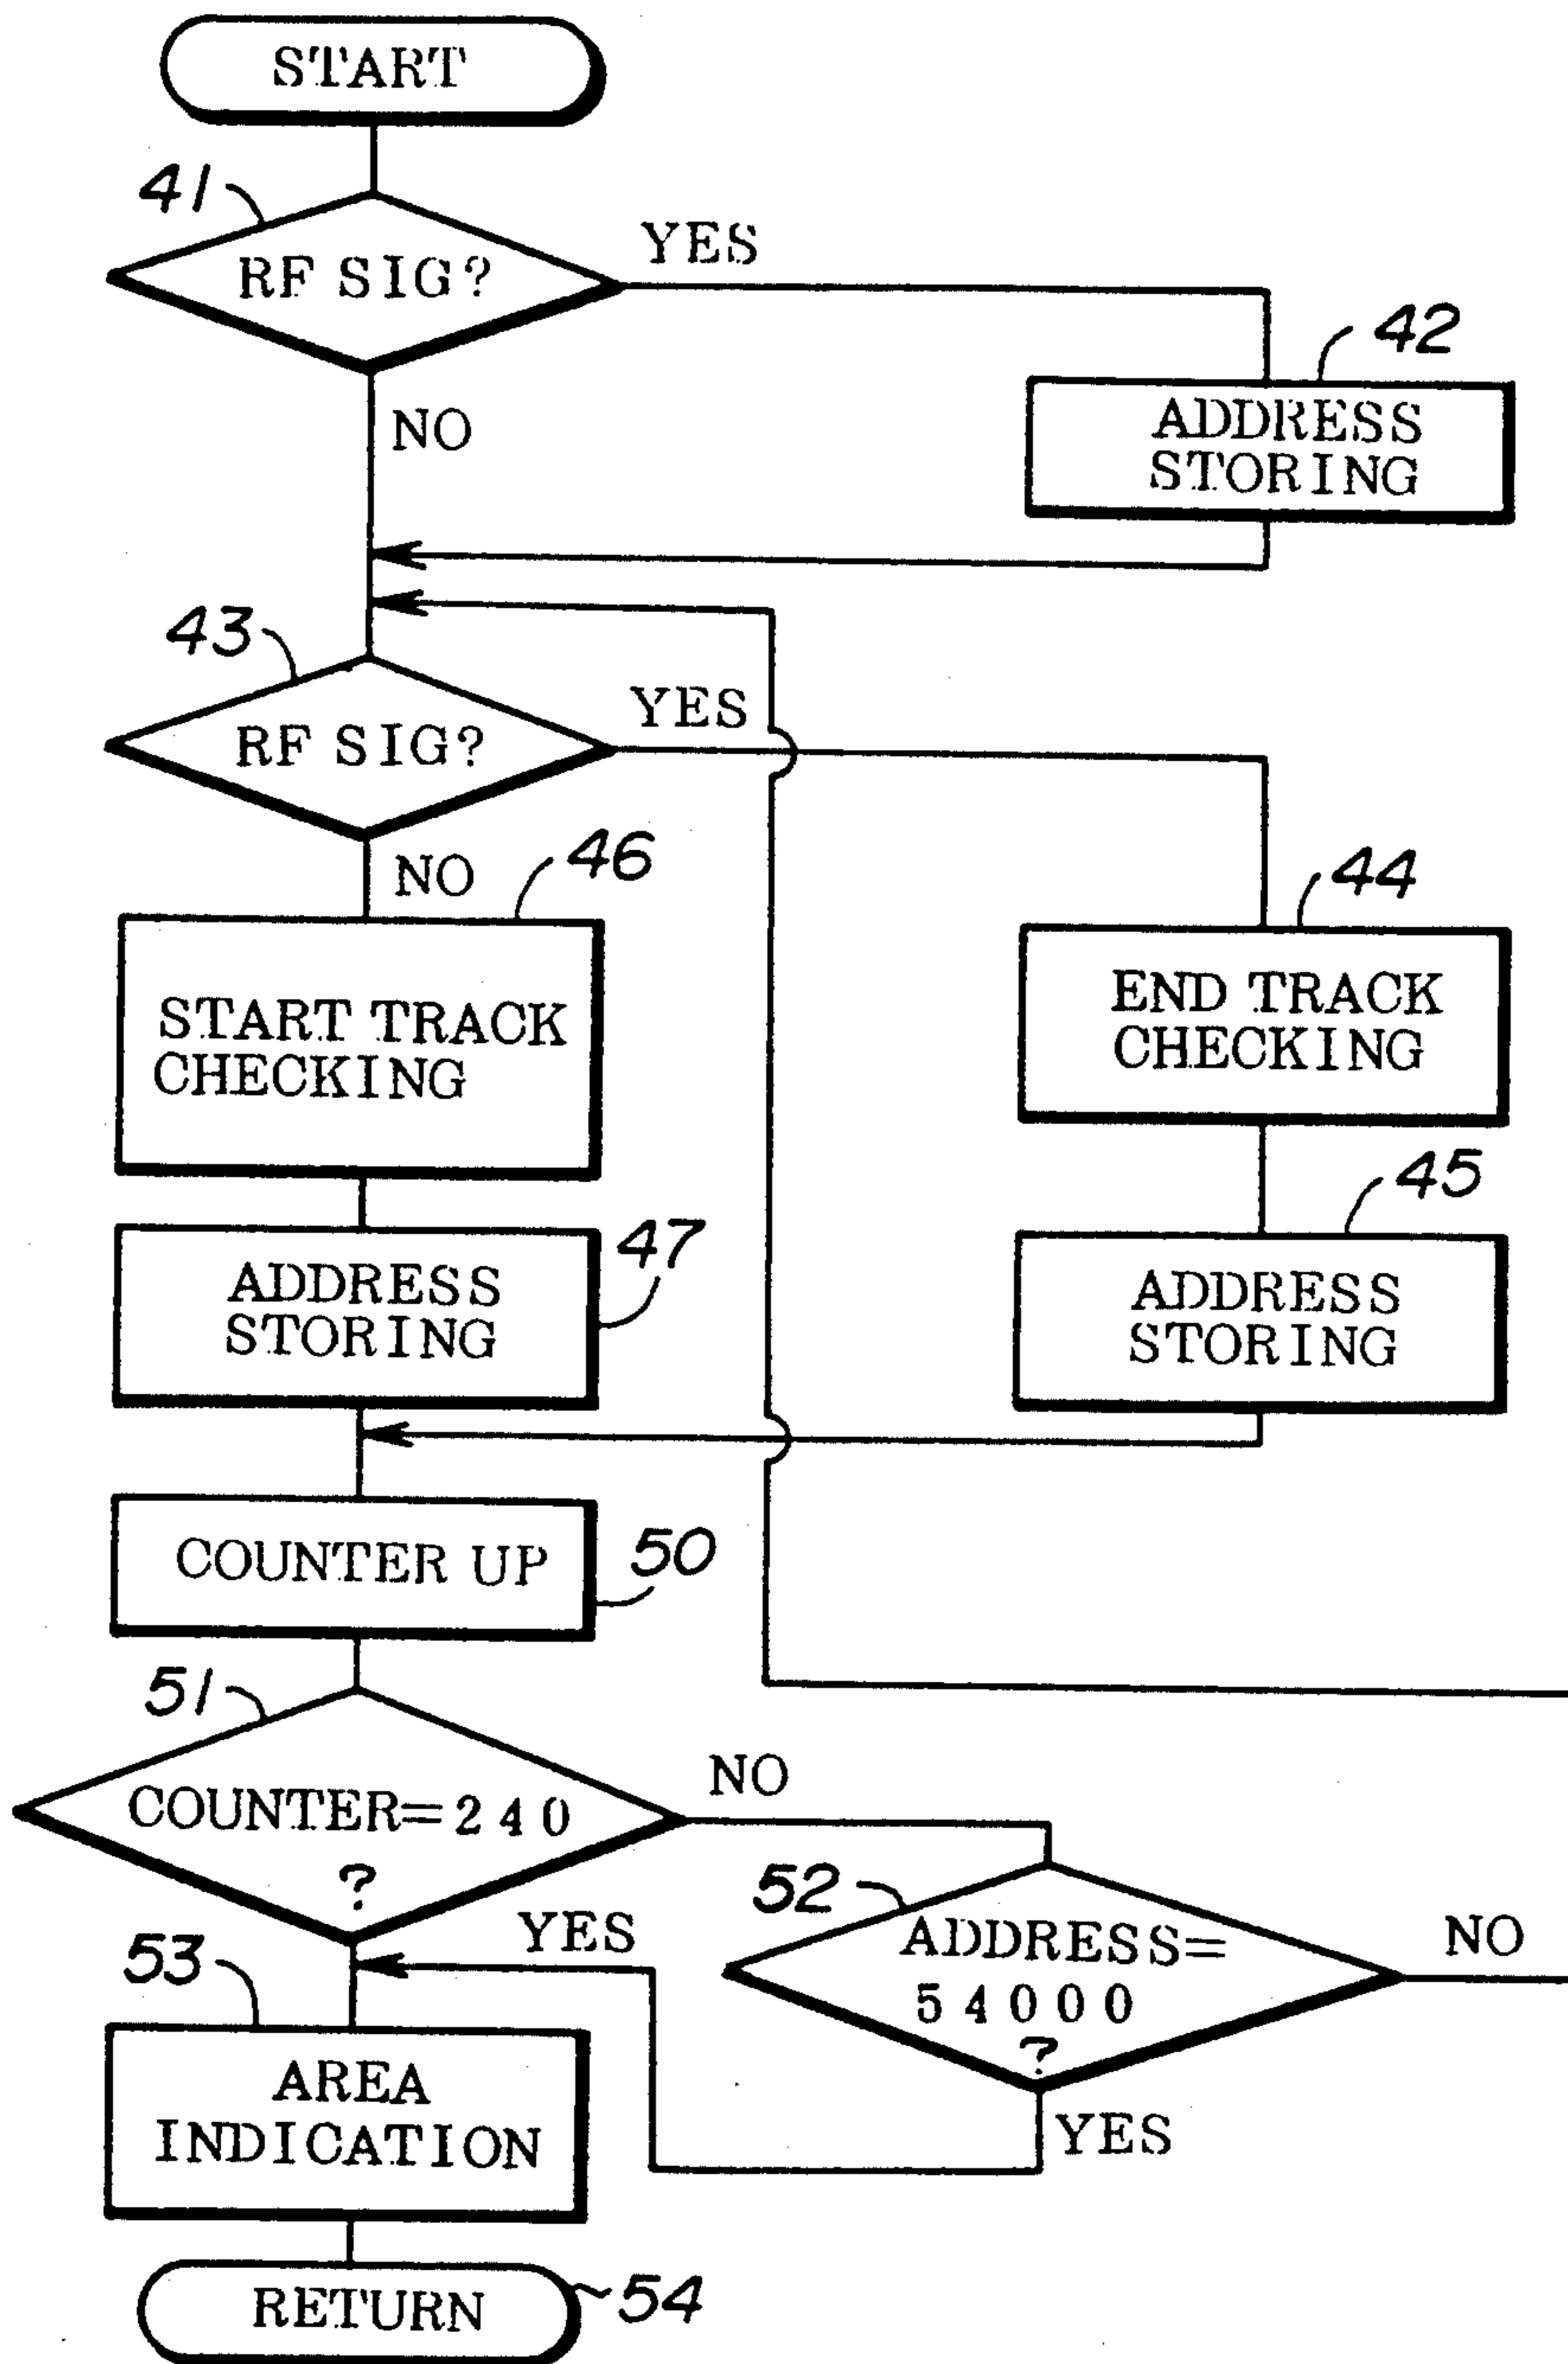 START
41
RF SIG?
YES
NO
42
ADDRESS
STORING
43
RF SIG?
YES
NO
46
START TRACK
CHECKING
44
END TRACK
CHECKING
47
ADDRESS
STORING
45
ADDRESS
STORING
COUNTER UP
50
51
COUNTER=240
?
NO
52
ADDRESS=
54000
?
NO
YES
YES
53
AREA
INDICATION
RETURN
54